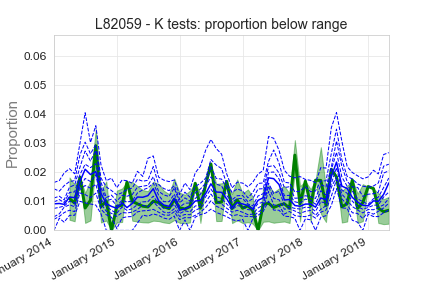 L82059 - K tests: proportion below range
Proportion
0.06
0.05
0.04
0.03
0.02
0.01
0.00
2014
January 2015
January 2016
January 2017
January 2018
January 2019